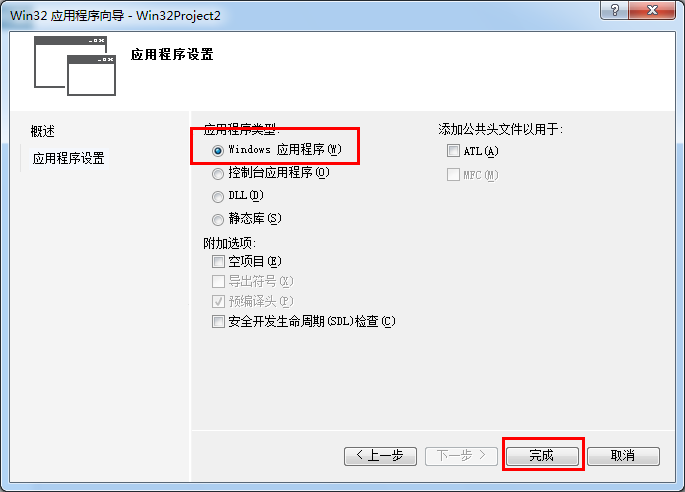 Win32 应用程序向导 - Win32Project2
应用程序设置
概述
应用程序设置
应用程序类型:
Windows 应用程序(W)
控制台应用程序(O)
DLL(D)
静态库(S)
附加选项:
空项目(E)
导出符号(X)
预编译头(P)
安全开发生命周期(SDL)检查(C)
添加公共头文件以用于:
ATL(A)
MFC(M)
< 上一步
下一步 >
完成
取消